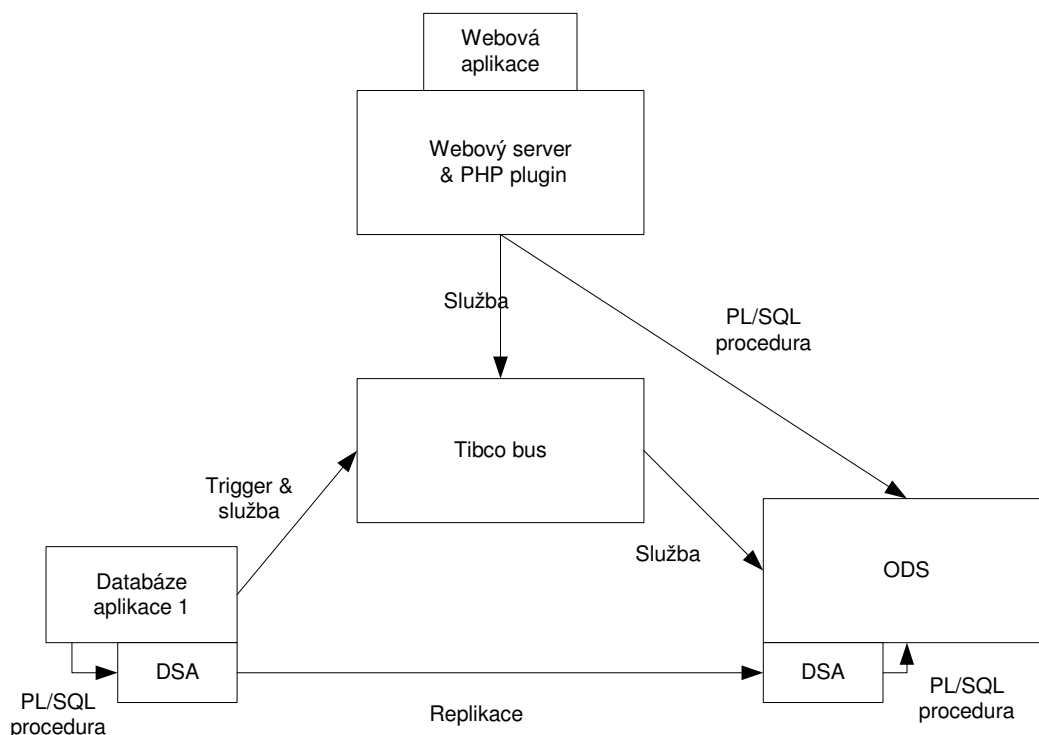 Webová
aplikace
Webový server
& PHP plugin
Služba
PL/SQL
procedura
Tibco bus
Trigger &
služba
Služba
ODS
Databáze
aplikace 1
DSA
DSA
PL/SQL
procedura
Replikace
PL/SQL
procedura